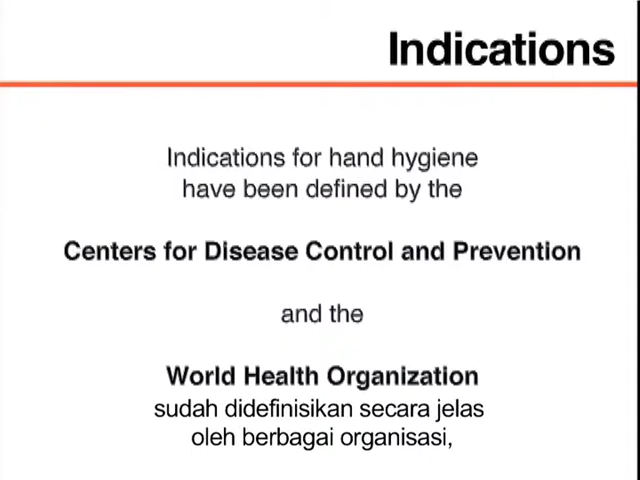 Indications
Indications for hand hygiene
have been defined by the
Centers for Disease Control and Prevention
and the
World Health Organization
sudah didefinisikan secara jelas
oleh berbagai organisasi,